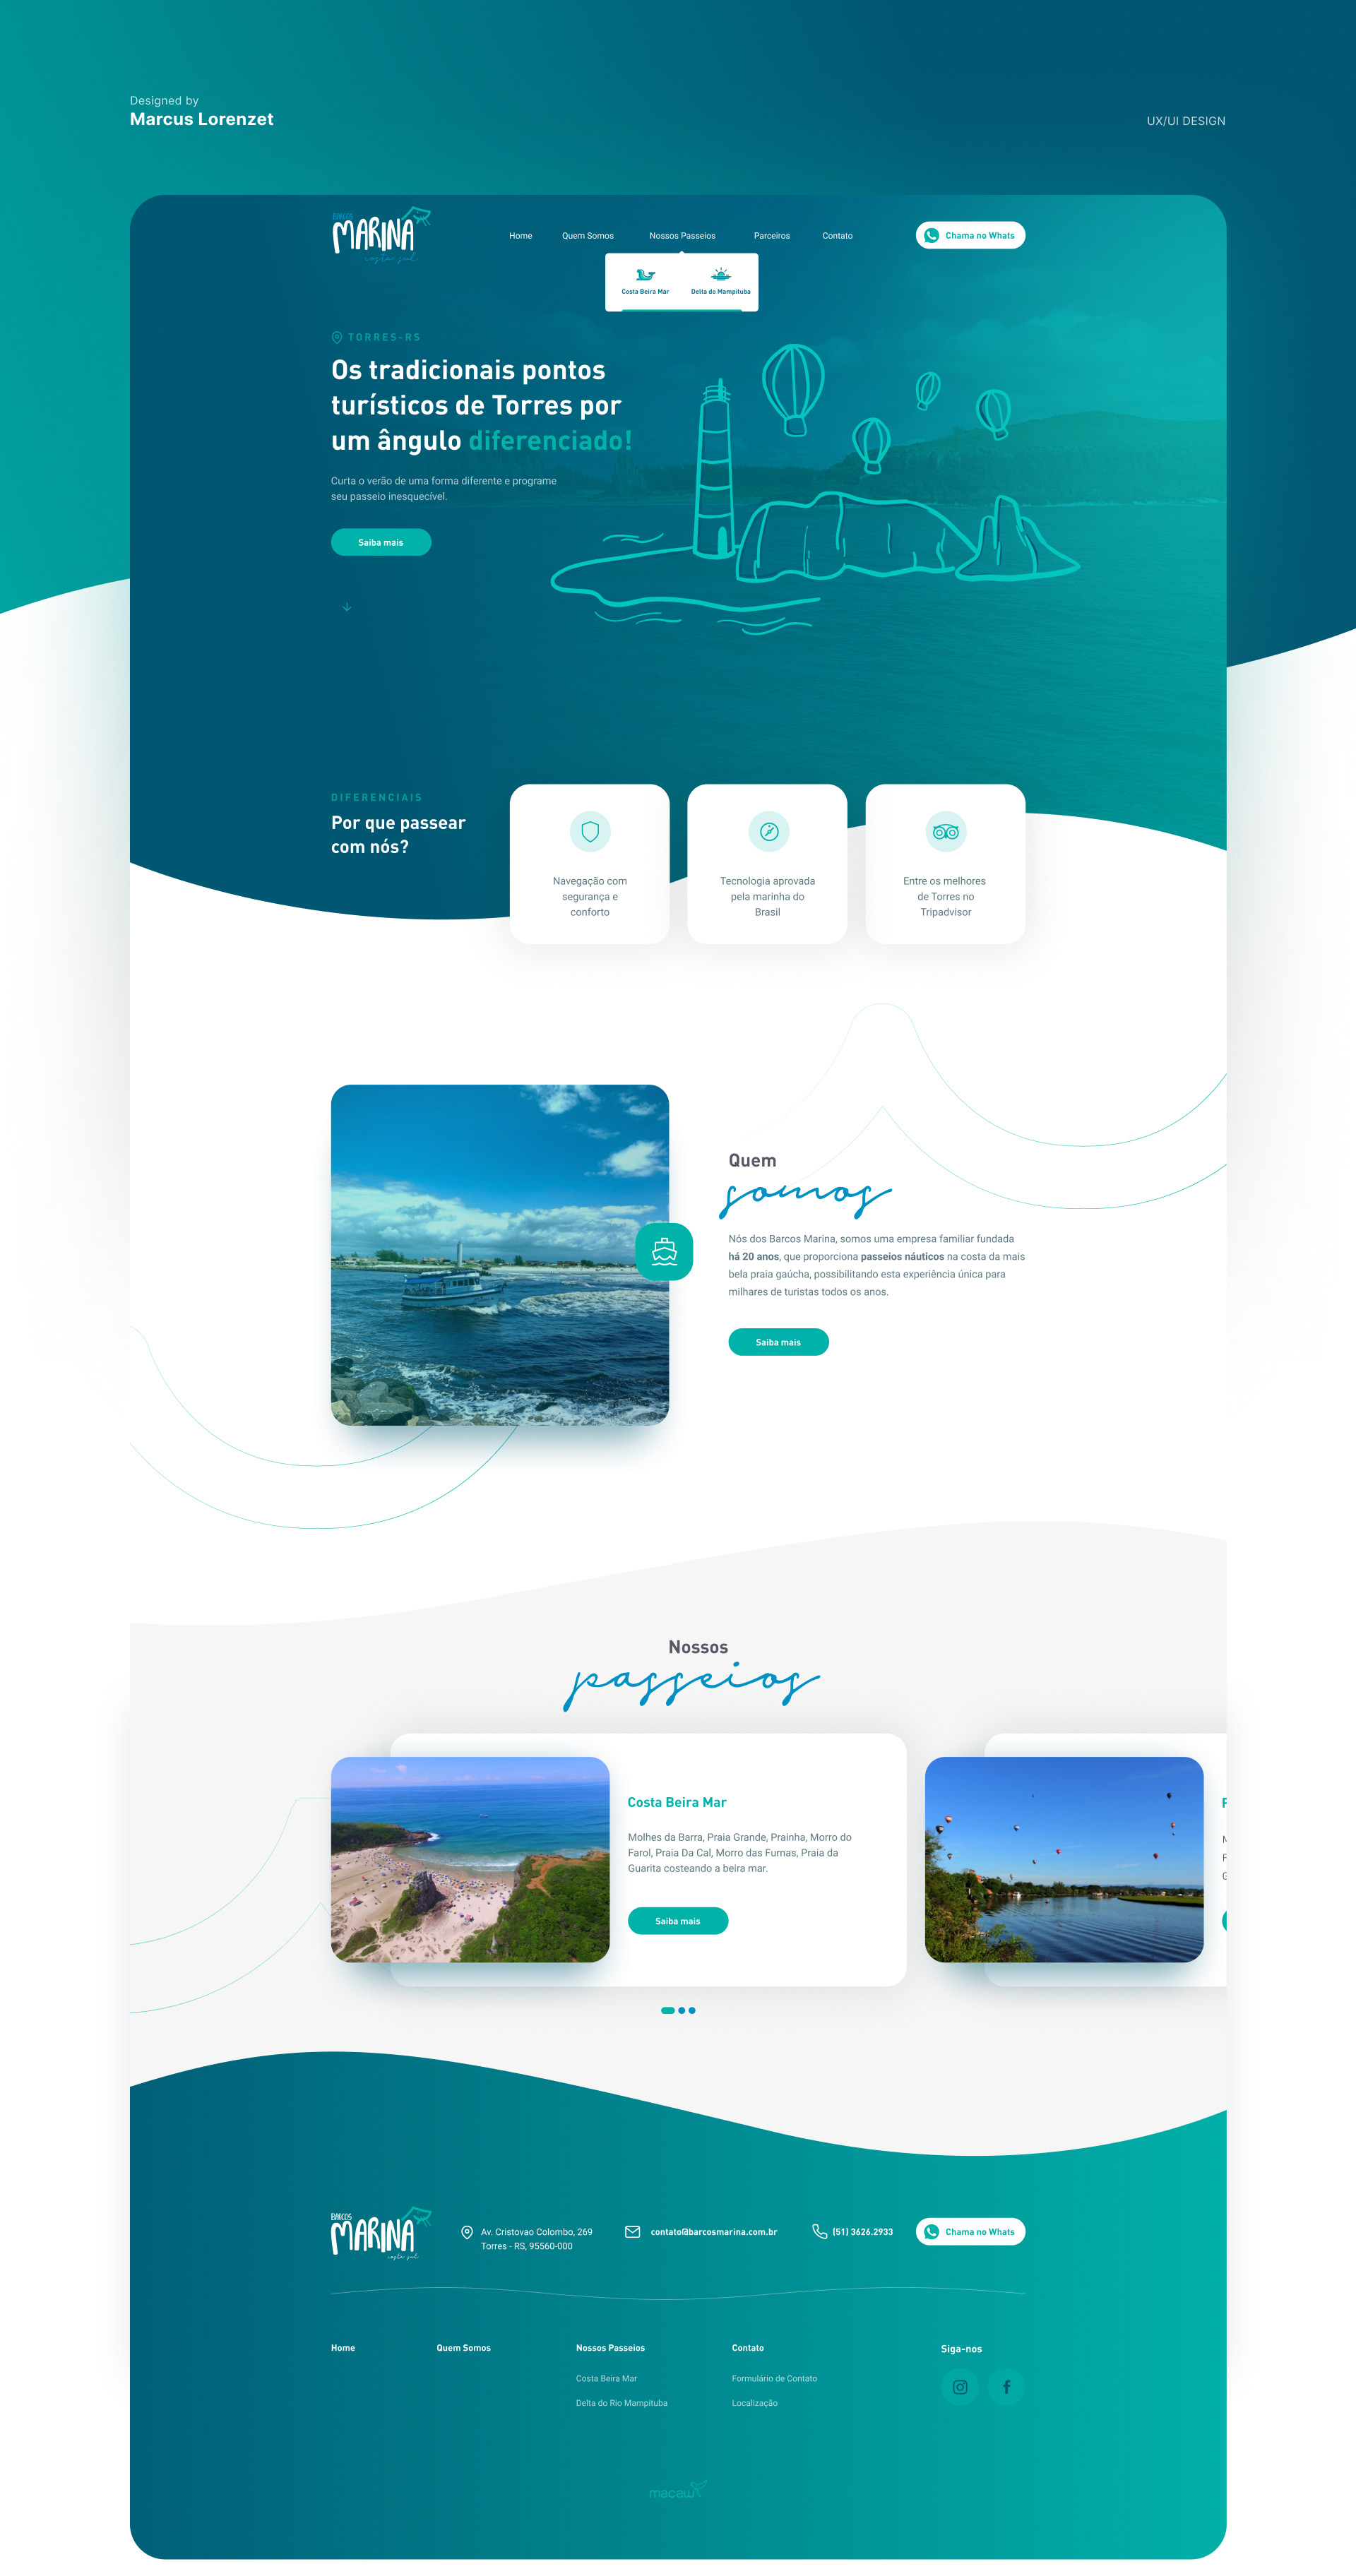 Designed by
Marcus Lorenzet
UX/UI DESIGN
BARCOS
MARINA
costa sul
Home
Quem Somos
Nossos Passeios
Parceiros
Contato
Chama no Whats
Costa Beira Mar
Delta do Mampituba
TORRES-RS
Os tradicionais pontos
turísticos de Torres por
um ângulo diferenciado!
Curta o verão de uma forma diferente e programe
seu passeio inesquecível.
Saiba mais
DIFERENCIAIS
Por que passear
com nós?
Navegação com
segurança e
conforto
Tecnologia aprovada
pela marinha do
Brasil
Entre os melhores
de Torres no
Tripadvisor
Quem
somos
Nós dos Barcos Marina, somos uma empresa familiar fundada
há 20 anos, que proporciona passeios náuticos na costa da mais
bela praia gaúcha, possibilitando esta experiência única para
milhares de turistas todos os anos.
Saiba mais
Nossos
passeios
Costa Beira Mar
Molhes da Barra, Praia Grande, Prainha, Morro do
Farol, Praia Da Cal, Morro das Furnas, Praia da
Guarita costeando a beira mar.
Saiba mais
BARCOS
MARINA
costa sul
Av. Cristovao Colombo, 269
Torres - RS, 95560-000
contato@barcosmarina.com.br
(51) 3626.2933
Chama no Whats
Home
Quem Somos
Nossos Passeios
Costa Beira Mar
Delta do Rio Mampituba
Contato
Formulário de Contato
Localização
Siga-nos
macaw